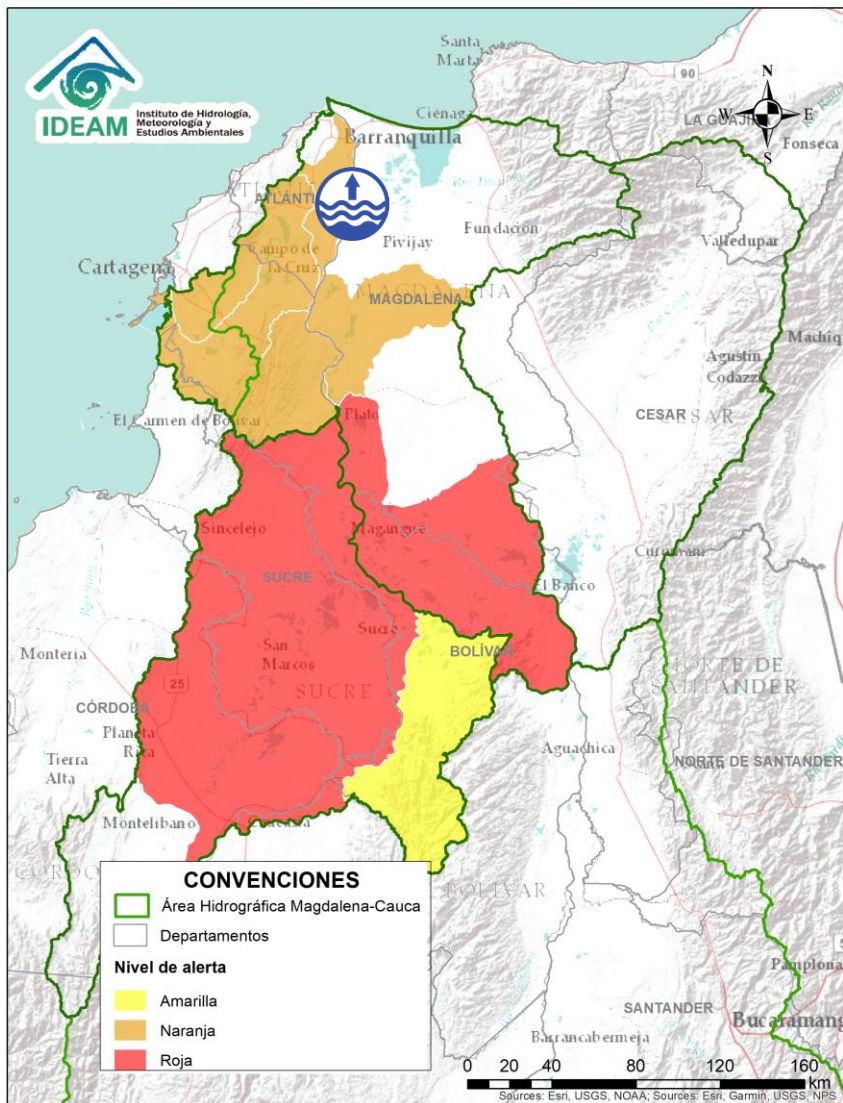 IDEAM
Instituto de Hidrología,
Meteorología y
Estudios Ambientales
Santa
Marta
90
N
W
E
S
LA GUAJIRA
Ciénaga
Fonseca
Barranquilla
Fundación
Pivijay
Valledupar
Campo de
la Cruz
Cartagena
MAGDALENA
MAGDALENA
Agustín
Codazzi
CESAR
CESAR
El Carmen de Bolívar
Plato
Sincelejo
Magangué
SUCRE
El Banco
Sucre
San
Marcos
BOLÍVAR
Montería
25
SUCRE
NORTE DE
SANTANDER
CÓRDOBA
Planeta
Rica
Aguachica
NORTE DE SANTANDER
Tierra
Alta
Montelíbano
BOLÍVAR
CONVENCIONES
Área Hidrográfica Magdalena-Cauca
Departamentos
Nivel de alerta
Amarilla
Naranja
Roja
Pamplona
SANTANDER
Barrancabermeja
0 20 40 80 120 160
km
Sources: Esri, USGS, NOAA; Sources: Esri, Garmin, USGS, NPS